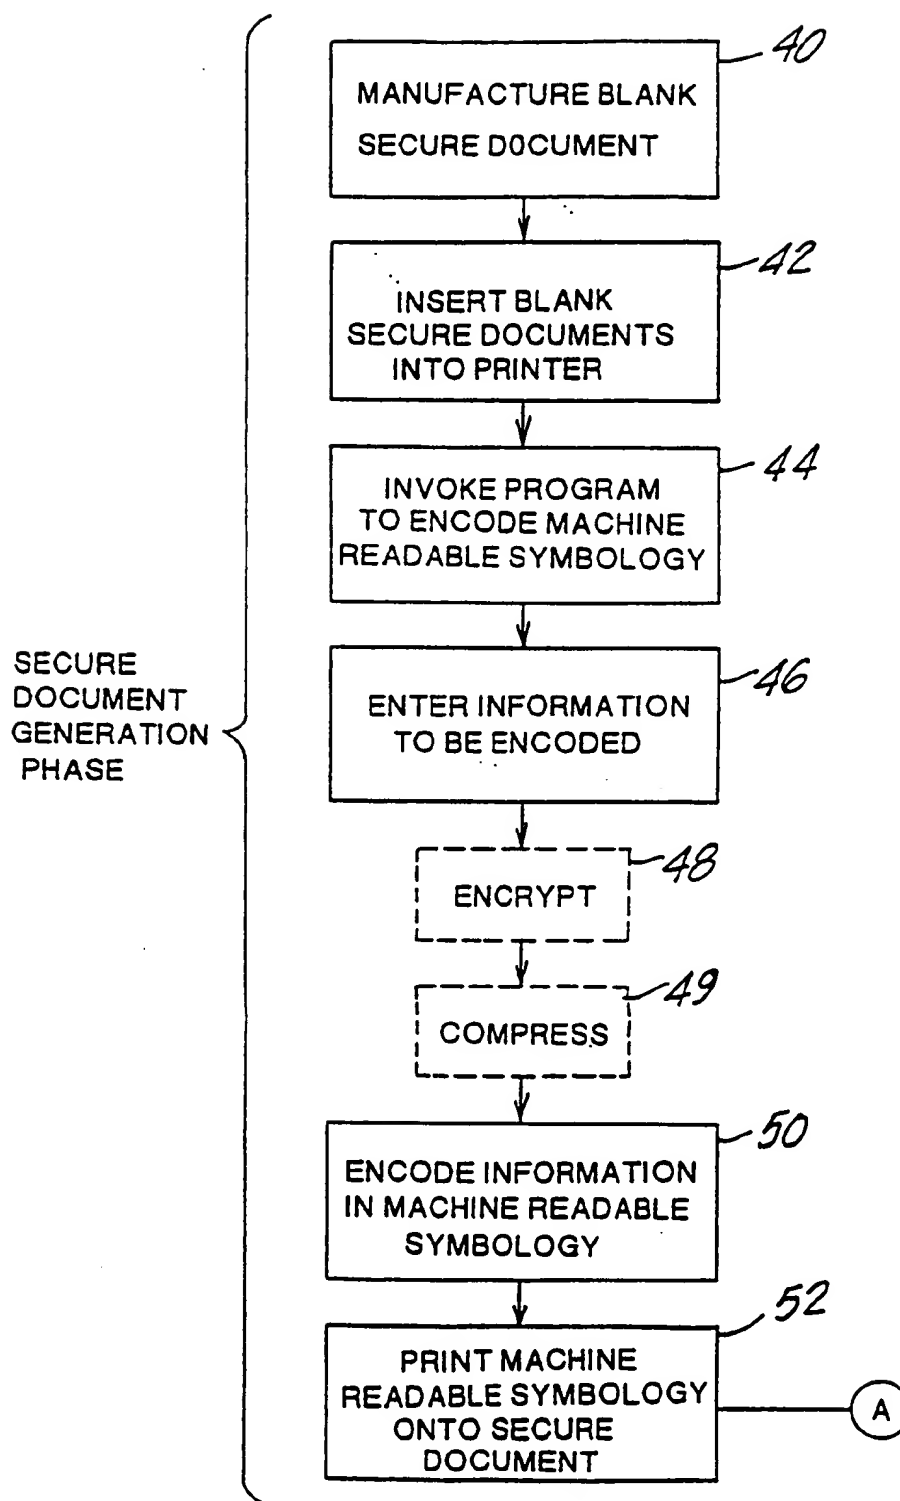 40
MANUFACTURE BLANK
SECURE DOCUMENT
42
INSERT BLANK
SECURE DOCUMENTS
INTO PRINTER
44
INVOKE PROGRAM
TO ENCODE MACHINE
READABLE SYMBOLOGY
SECURE
DOCUMENT
GENERATION
PHASE
46
ENTER INFORMATION
TO BE ENCODED
48
ENCRYPT
49
COMPRESS
50
ENCODE INFORMATION
IN MACHINE READABLE
SYMBOLOGY
52
PRINT MACHINE
READABLE SYMBOLOGY
ONTO SECURE
DOCUMENT
A